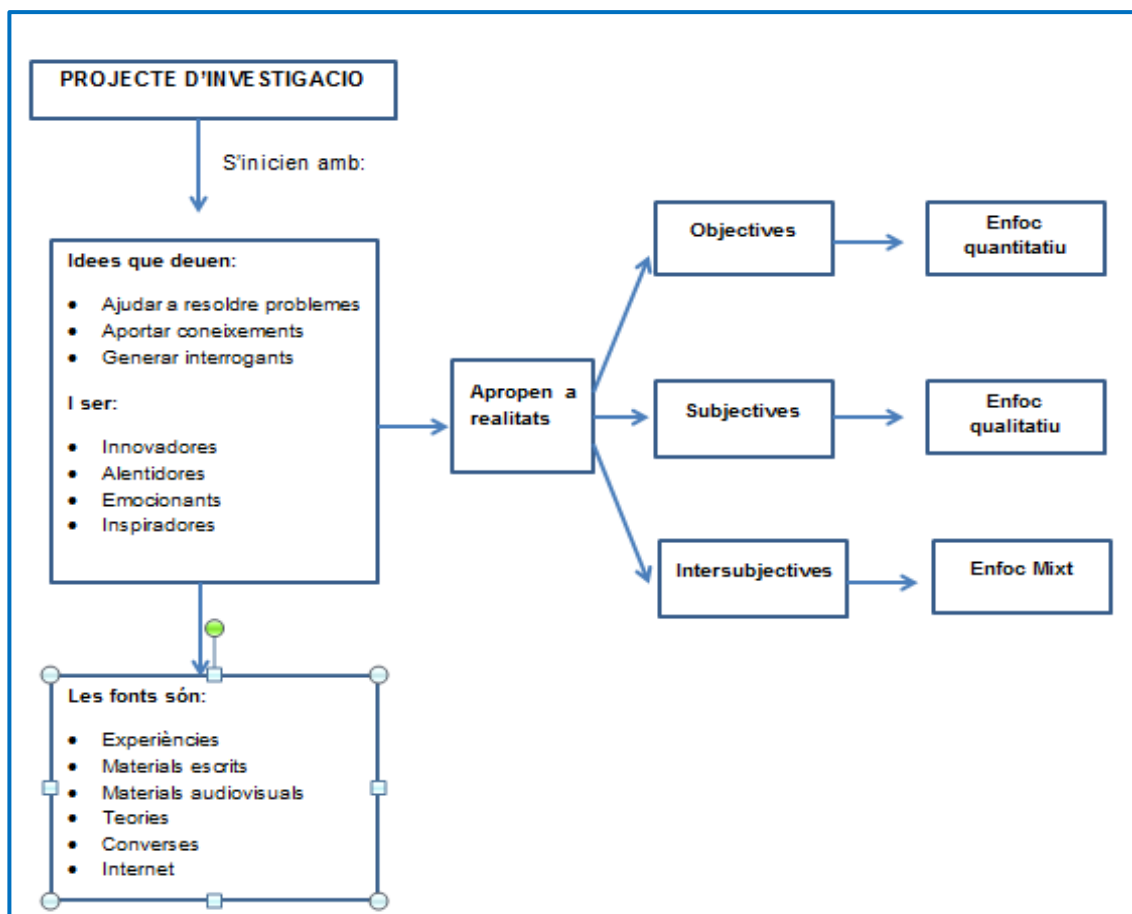 PROJECTE D'INVESTIGACIO
S'inicien amb:
Idees que deuen:
• Ajudar a resoldre problemes
• Aportar coneixements
• Generar interrogants
I ser:
• Innovadores
• Alentidores
• Emocionants
• Inspiradores
Les fonts són:
• Experiències
• Materials escrits
• Materials audiovisuals
• Teories
• Converses
• Internet
Apropen a
realitats
Objectives
Enfoc
quantitatiu
Subjectives
Enfoc
qualitatiu
Intersubjectives
Enfoc Mixt